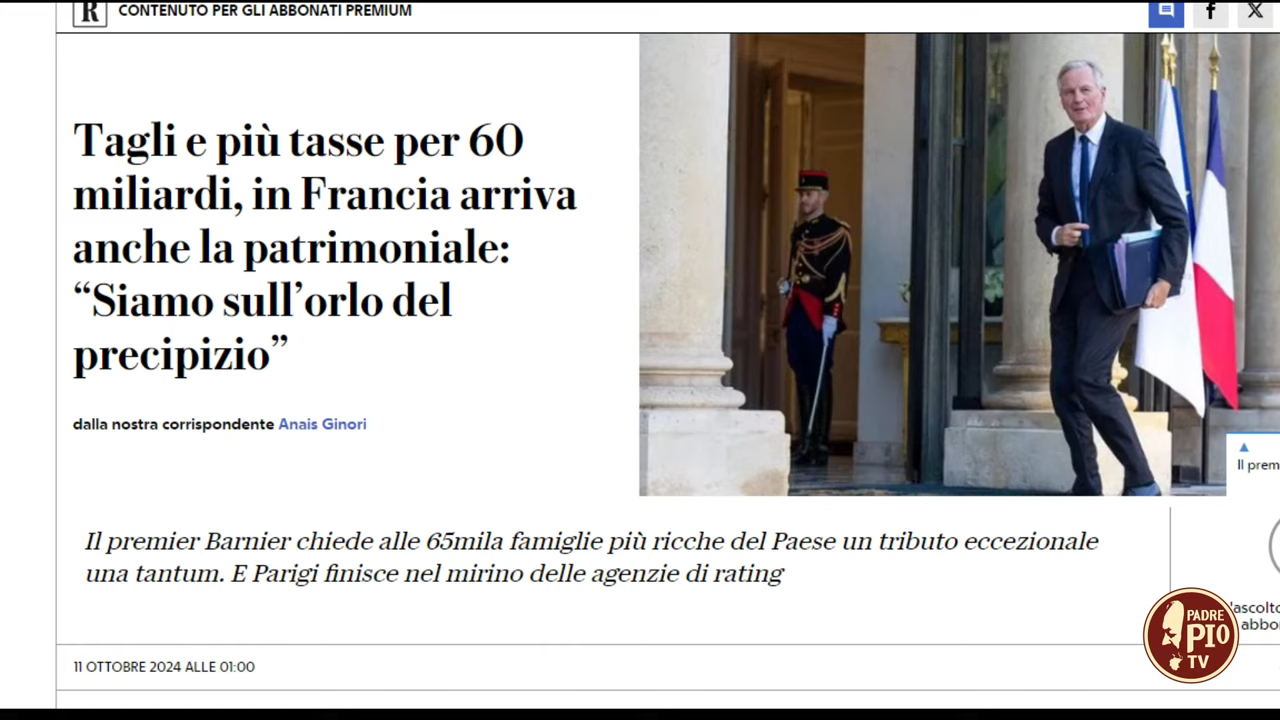 R CONTENUTO PER GLI ABBONATI PREMIUM
Tagli e più tasse per 60
miliardi, in Francia arriva
anche la patrimoniale:
“Siamo sull’orlo del
precipizio”
dalla nostra corrispondente Anais Ginori
Il prem
Il premier Barnier chiede alle 65mila famiglie più ricche del Paese un tributo eccezionale
una tantum. E Parigi finisce nel mirino delle agenzie di rating
11 OTTOBRE 2024 ALLE 01:00
PADRE
PIO
TV